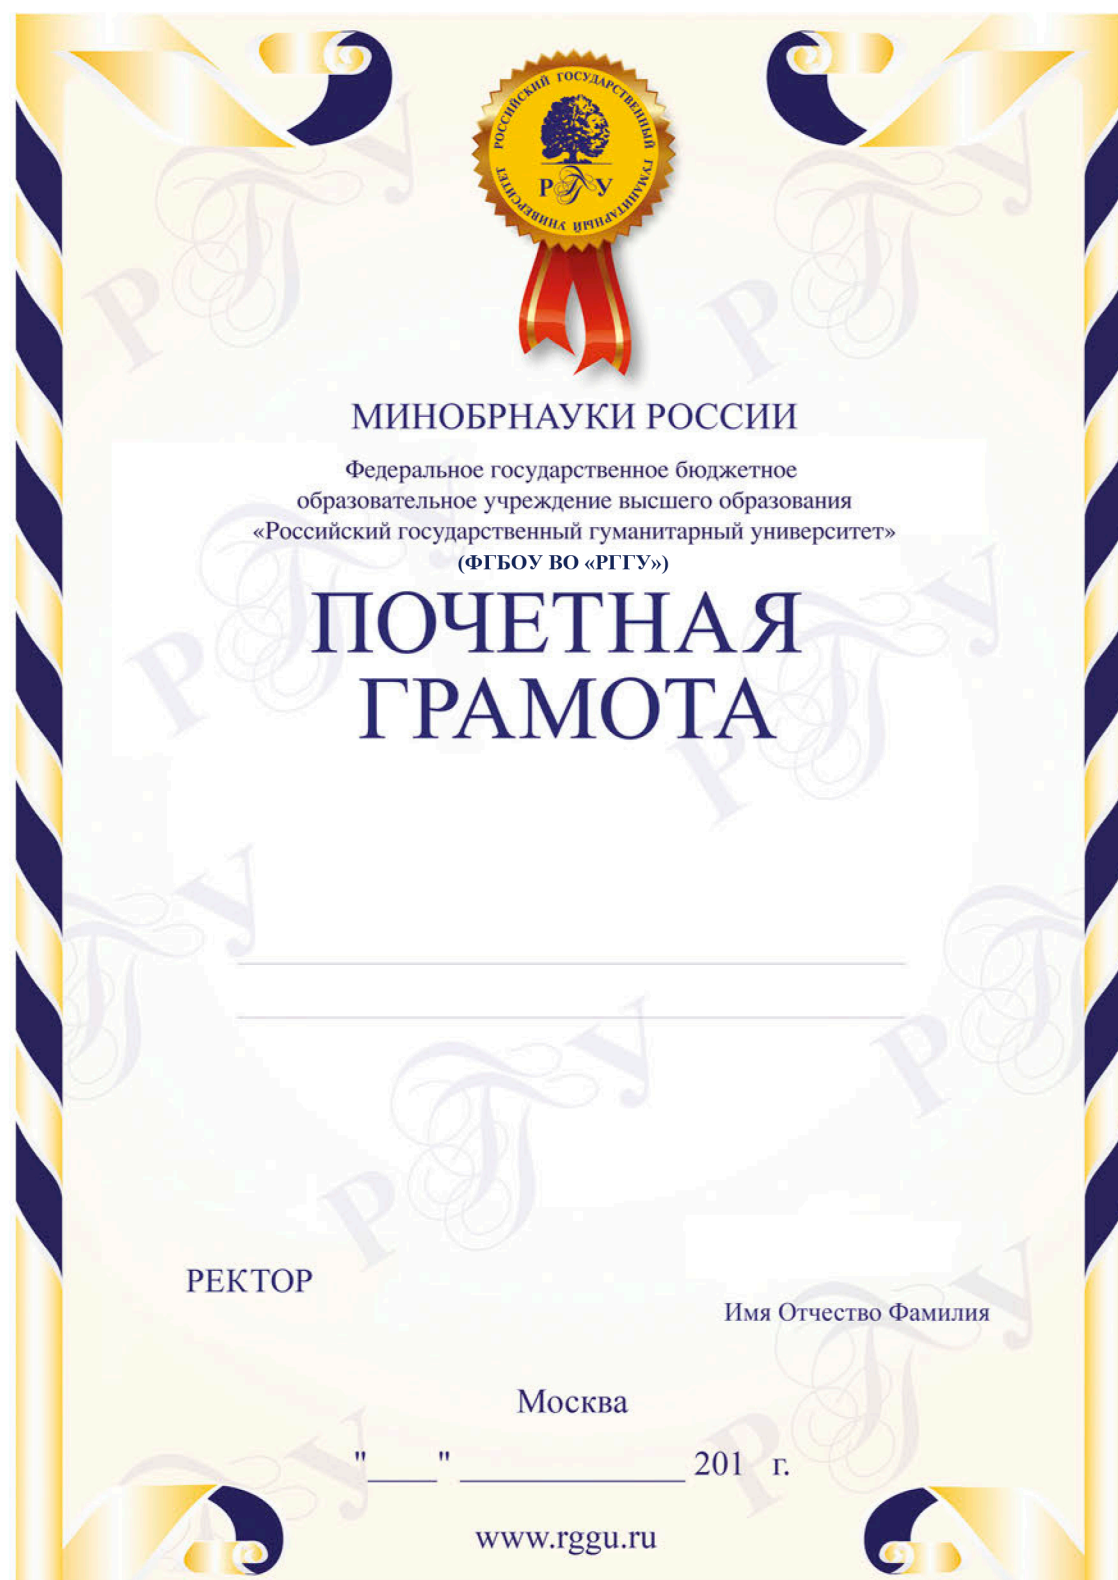 РОССИЙСКИЙ ГОСУДАРСТВЕННЫЙ ГУМАНИТАРНЫЙ УНИВЕРСИТЕТ
РГГУ
МИНОБРНАУКИ РОССИИ
Федеральное государственное бюджетное
образовательное учреждение высшего образования
«Российский государственный гуманитарный университет»
(ФГБОУ ВО «РГГУ»)
ПОЧЕТНАЯ
ГРАМОТА
РЕКТОР
Имя Отчество Фамилия
Москва
"____" _____________ 201 г.
www.rggu.ru